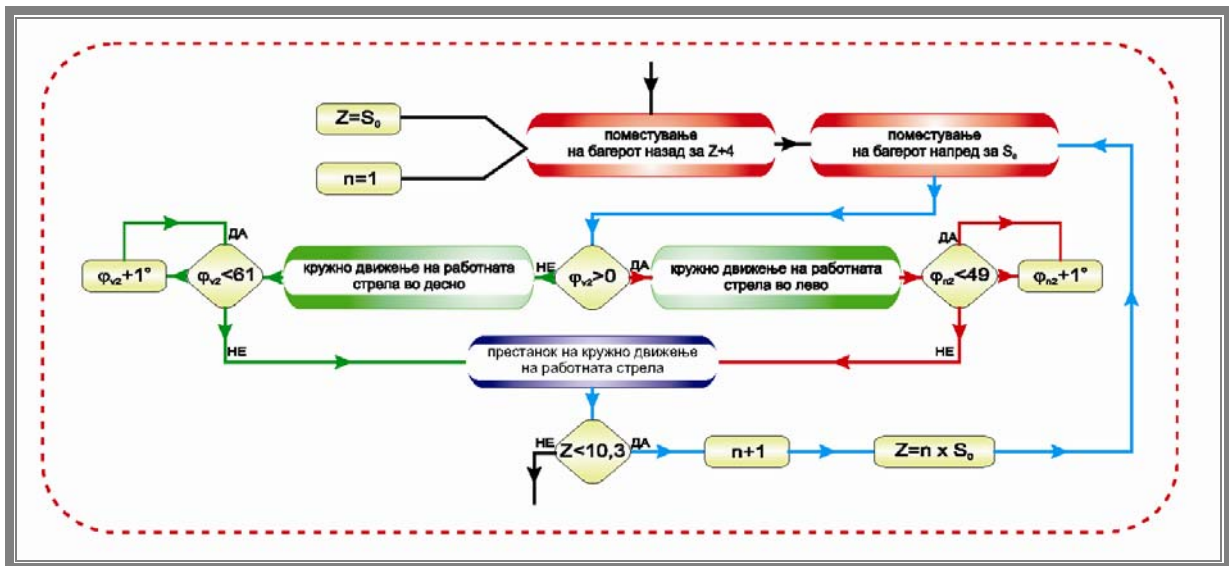 Z=S₀
n=1
поместување
на багерот назад за Z+4
поместување
на багерот напред за S₀
φᵥ₂+1°
ДА
φᵥ₂<61
НЕ
кружно движење на работната
стрела во десно
НЕ
φᵥ₂>0
ДА
кружно движење на работната
стрела во лево
ДА
φₙ₂<49
НЕ
φₙ₂+1°
престанок на кружно движење
на работната стрела
НЕ
Z<10,3
ДА
n+1
Z=n x S₀